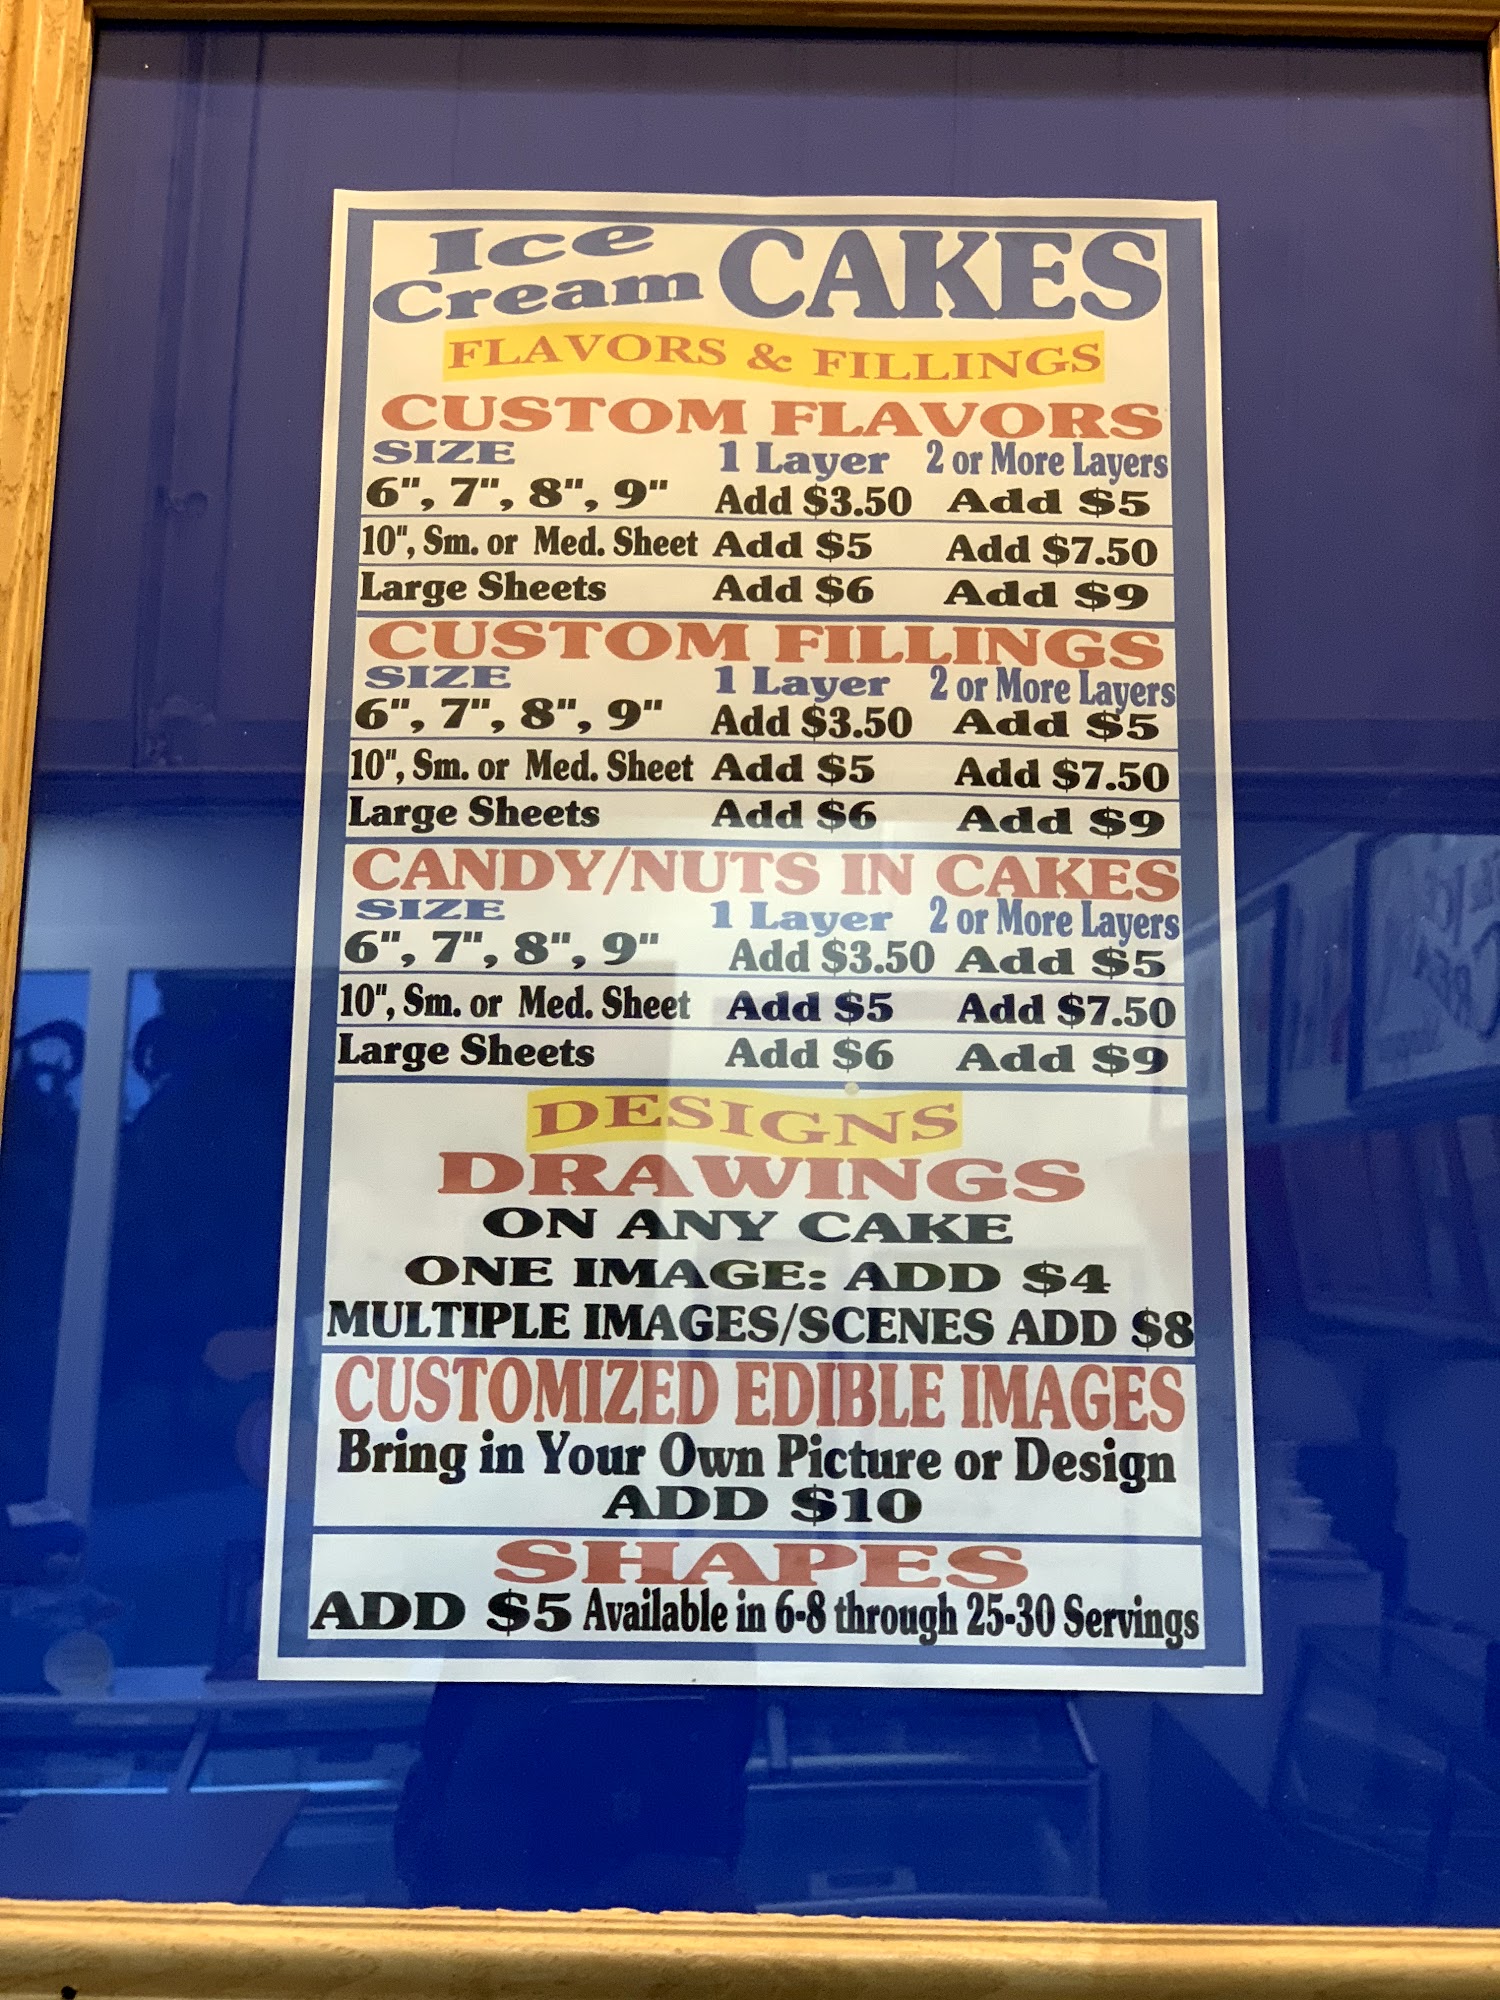 Ice Cream CAKES
FLAVORS & FILLINGS
CUSTOM FLAVORS
SIZE 1 Layer 2 or More Layers
6", 7", 8", 9" Add $3.50 Add $5
10", Sm. or Med. Sheet Add $5 Add $7.50
Large Sheets Add $6 Add $9
CUSTOM FILLINGS
SIZE 1 Layer 2 or More Layers
6", 7", 8", 9" Add $3.50 Add $5
10", Sm. or Med. Sheet Add $5 Add $7.50
Large Sheets Add $6 Add $9
CANDY/NUTS IN CAKES
SIZE 1 Layer 2 or More Layers
6", 7", 8", 9" Add $3.50 Add $5
10", Sm. or Med. Sheet Add $5 Add $7.50
Large Sheets Add $6 Add $9
DESIGNS
DRAWINGS
ON ANY CAKE
ONE IMAGE: ADD $4
MULTIPLE IMAGES/SCENES ADD $8
CUSTOMIZED EDIBLE IMAGES
Bring in Your Own Picture or Design
ADD $10
SHAPES
ADD $5 Available in 6-8 through 25-30 Servings